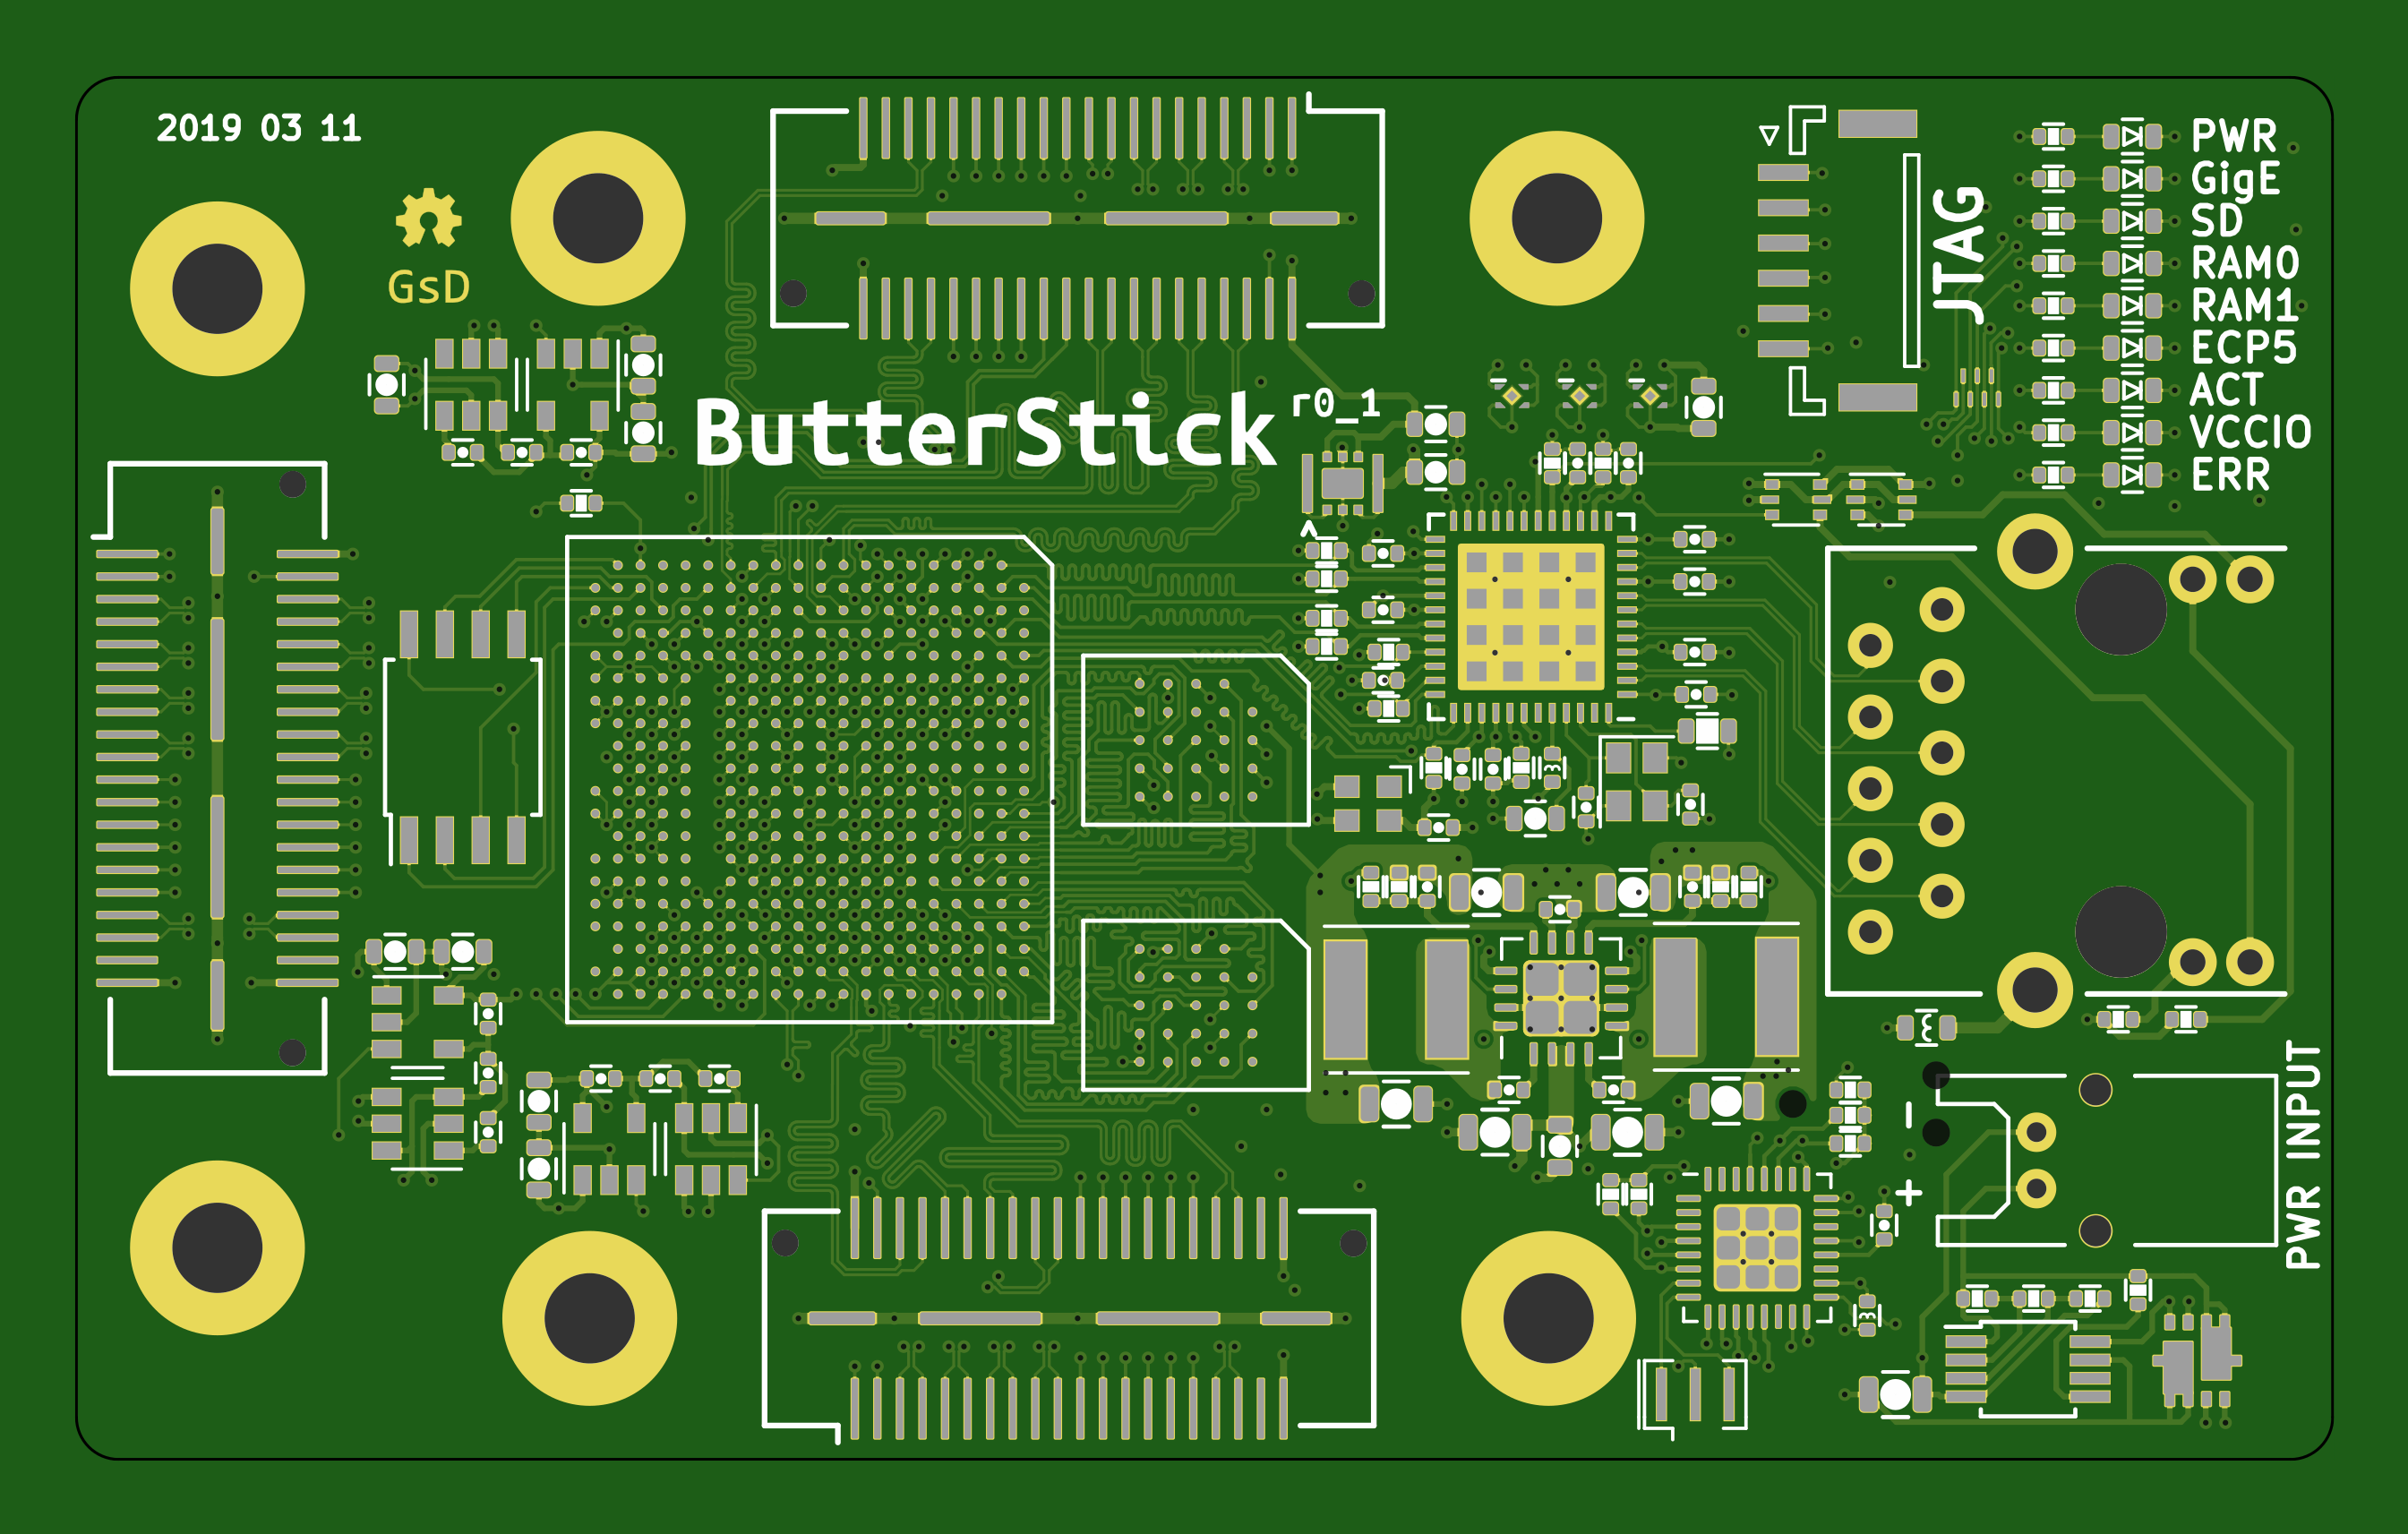 2019 03 11
GsD
ButterStick
r0_1
JTAG
PWR
GigE
SD
RAM0
RAM1
ECP5
ACT
VCCIO
ERR
-
+
PWR INPUT